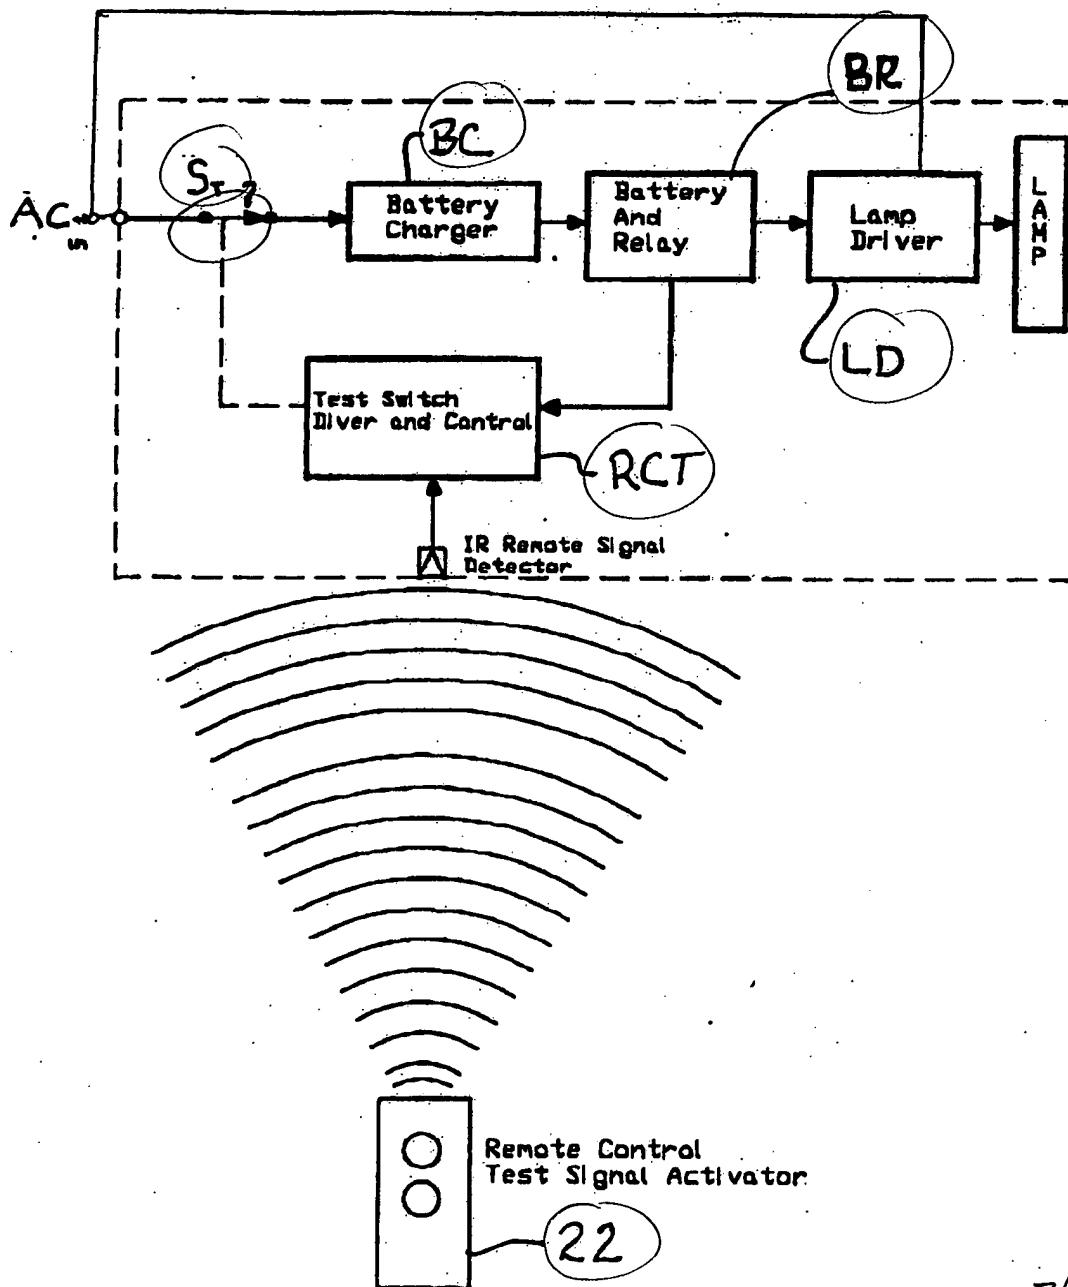 BR
BC
ST
AC in
Battery
Charger
Battery
And
Relay
Lamp
Driver
LAMP
LD
Test Switch
Diver and Control
RCT
IR Remote Signal
Detector
Remote Control
Test Signal Activator
22